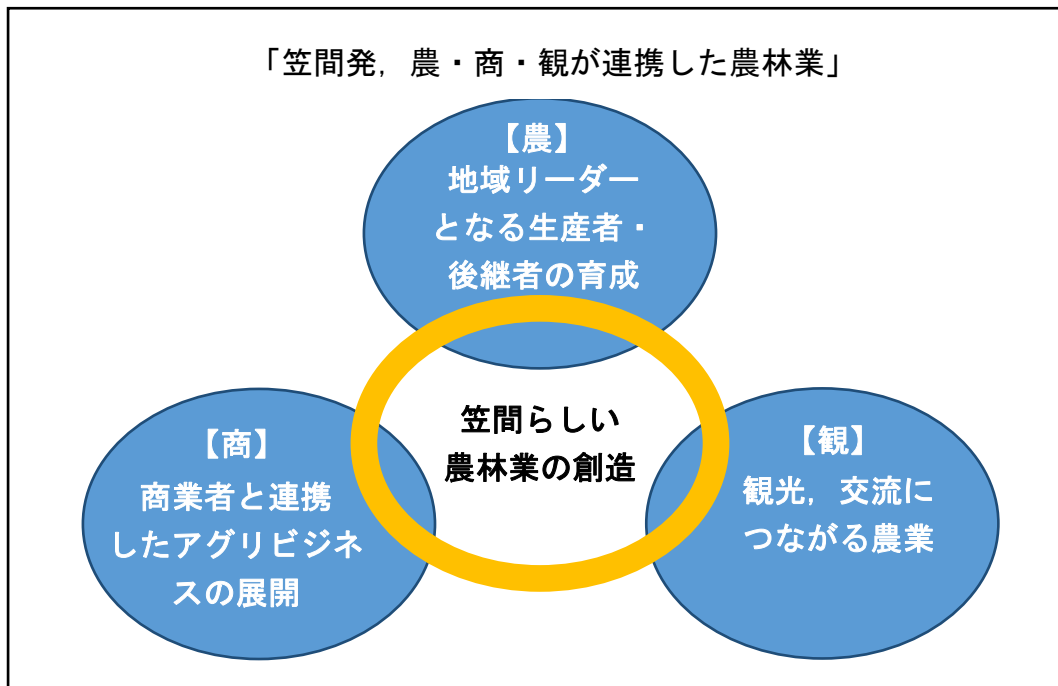 「笠間発，農・商・観が連携した農林業」
【農】
地域リーダー
となる生産者・
後継者の育成
笠間らしい
農林業の創造
【商】
商業者と連携
したアグリビジネ
スの展開
【観】
観光，交流に
つながる農業